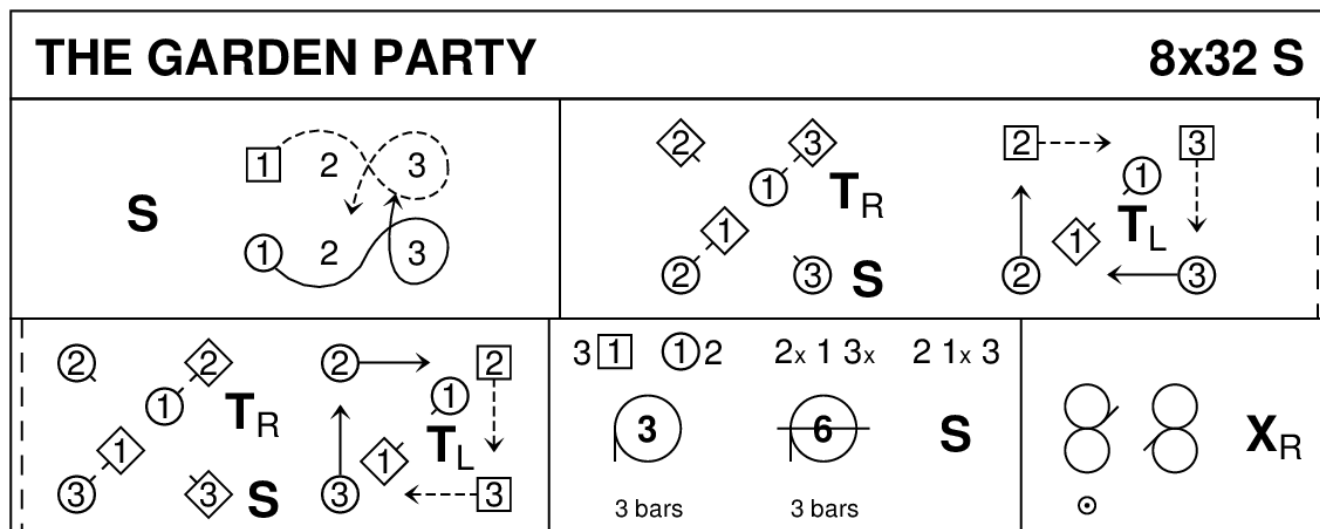 THE GARDEN PARTY 8x32 S
S 1 2 3
1 2 3
2 3 1 T R 1 2 3 S
2 3 1 T L 1 2 3
2 2 1 T R 1 3 3 S
2 2 1 T L 1 3 3
3 1 1 2 2x 1 3x 2 1x 3
3 6 S
3 bars 3 bars
X R